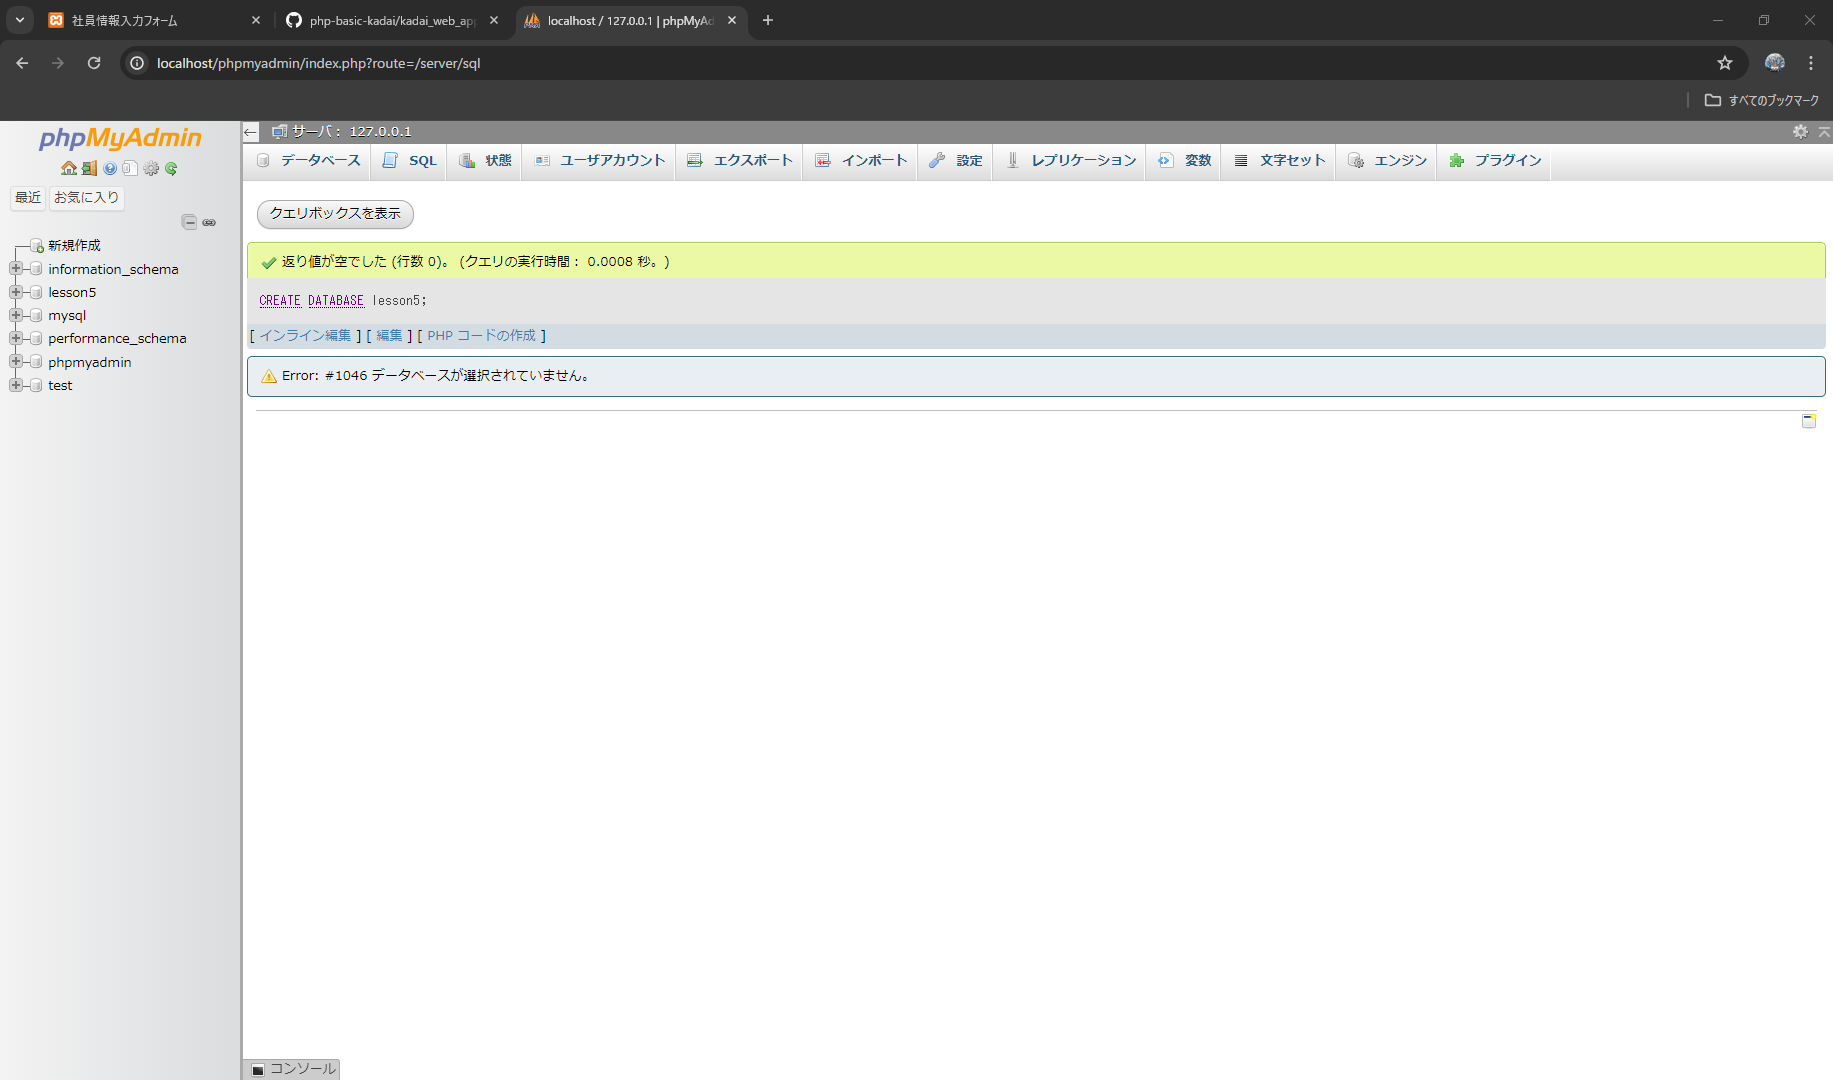 社員情報入力フォーム
php-basic-kadai/kadai_web_app
localhost / 127.0.0.1 | phpMyAd
localhost/phpmyadmin/index.php?route=/server/sql
すべてのブックマーク
phpMyAdmin
最近 お気に入り
新規作成
information_schema
lesson5
mysql
performance_schema
phpmyadmin
test
サーバ： 127.0.0.1
データベース SQL 状態 ユーザアカウント エクスポート インポート 設定 レプリケーション 変数 文字セット エンジン プラグイン
クエリボックスを表示
返り値が空でした (行数 0)。 (クエリの実行時間： 0.0008 秒。)
CREATE DATABASE lesson5;
[ インライン編集 ] [ 編集 ] [ PHP コードの作成 ]
Error: #1046 データベースが選択されていません。
コンソール